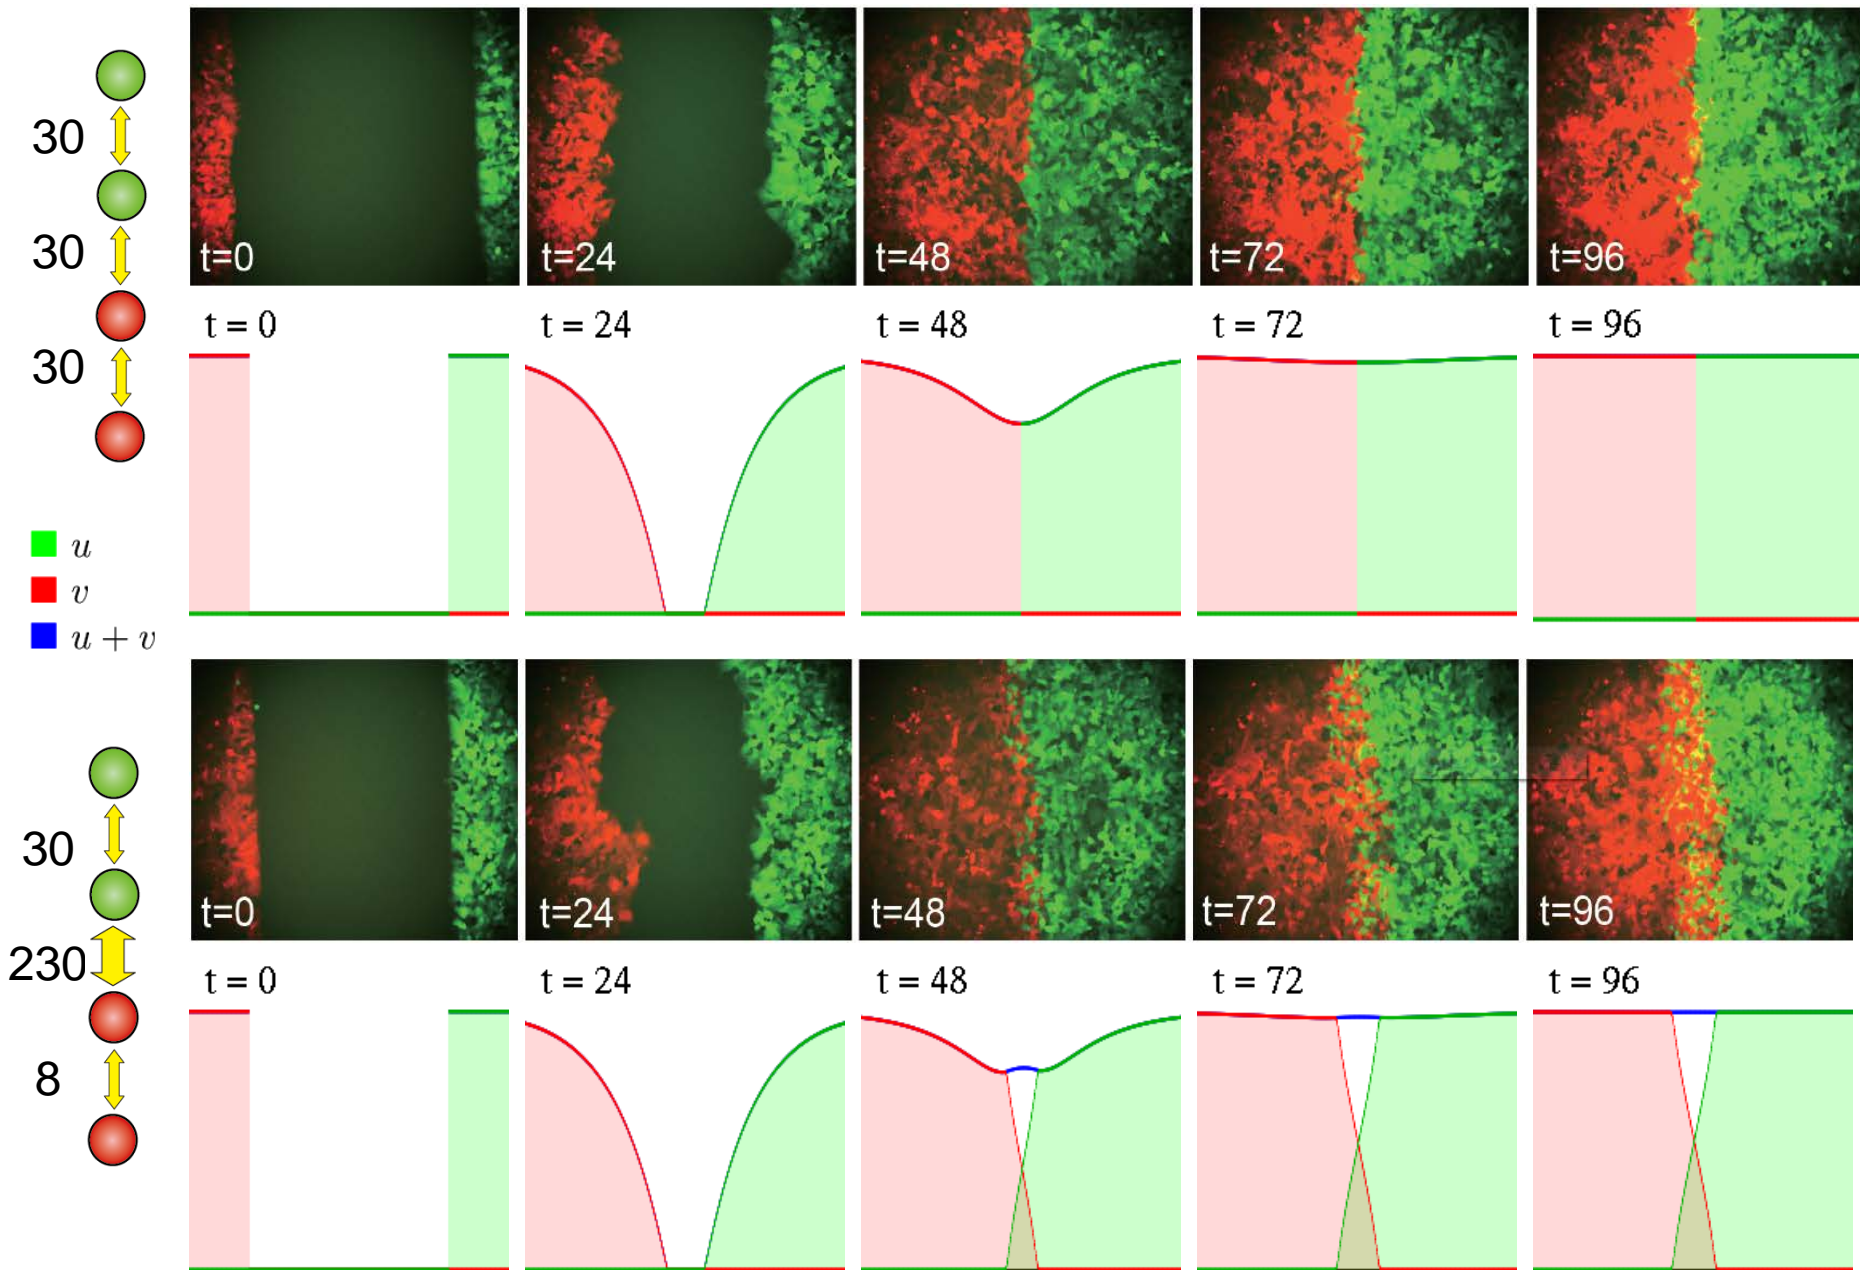 30
30
30
t=0
t=24
t=48
t=72
t=96
t = 0
t = 24
t = 48
t = 72
t = 96
u
v
u + v
30
230
8
t=0
t=24
t=48
t=72
t=96
t = 0
t = 24
t = 48
t = 72
t = 96